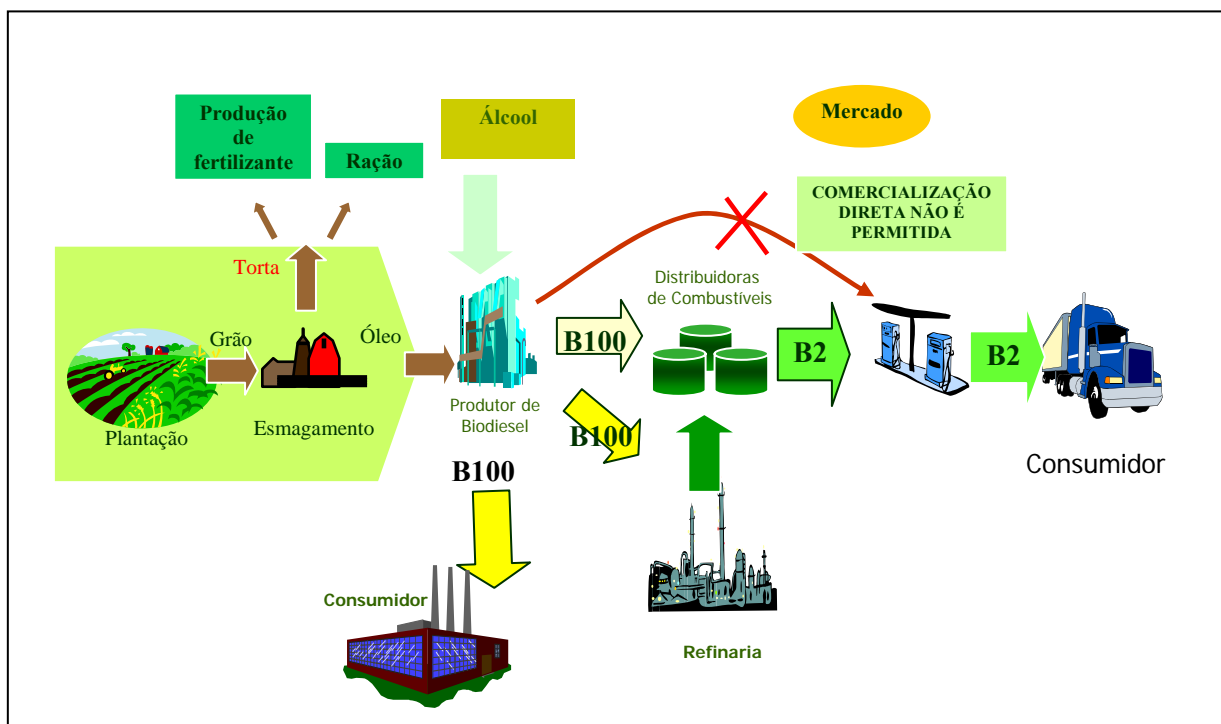 Produção
de
fertilizante
Ração
Álcool
Mercado
COMERCIALIZAÇÃO
DIRETA NÃO É
PERMITIDA
Torta
Grão
Óleo
Plantação
Esmagamento
Produtor de
Biodiesel
B100
B100
B100
Distribuidoras
de Combustíveis
B2
B2
Consumidor
Consumidor
Refinaria